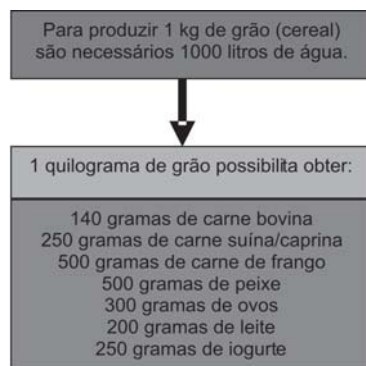 Para produzir 1 kg de grão (cereal)
são necessários 1000 litros de água.
1 quilograma de grão possibilita obter:
140 gramas de carne bovina
250 gramas de carne suína/caprina
500 gramas de carne de frango
500 gramas de peixe
300 gramas de ovos
200 gramas de leite
250 gramas de iogurte